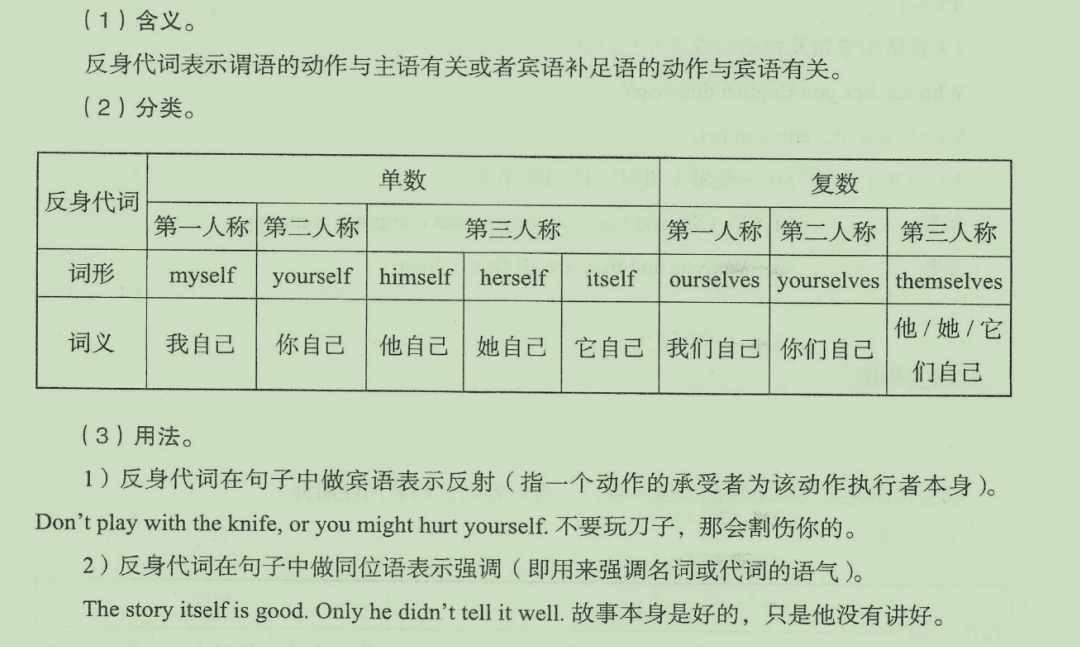 （1）含义。
反身代词表示谓语的动作与主语有关或者宾语补足语的动作与宾语有关。
（2）分类。
反身代词 单数 复数
第一人称 第二人称 第三人称 第一人称 第二人称 第三人称
词形 myself yourself himself herself itself ourselves yourselves themselves
词义 我自己 你自己 他自己 她自己 它自己 我们自己 你们自己 他 / 她 / 它
们自己
（3）用法。
1）反身代词在句子中做宾语表示反射（指一个动作的承受者为该动作执行者本身）。
Don't play with the knife, or you might hurt yourself. 不要玩刀子，那会割伤你的。
2）反身代词在句子中做同位语表示强调（即用来强调名词或代词的语气）。
The story itself is good. Only he didn't tell it well. 故事本身是好的，只是他没有讲好。